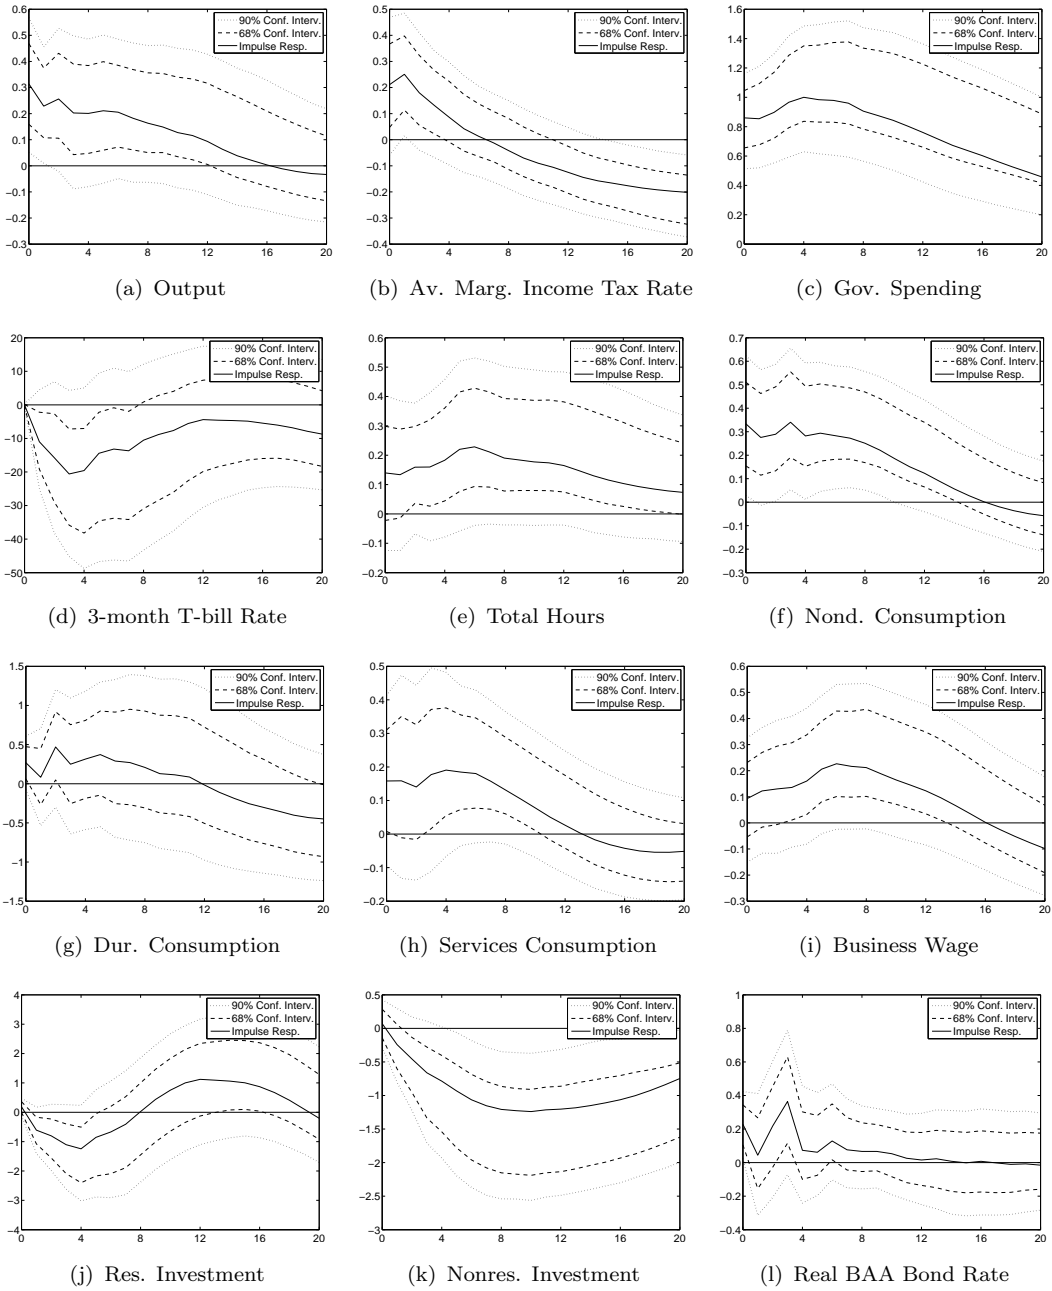 0.6
0.5
0.4
0.3
0.2
0.1
0
−0.1
−0.2
−0.3
0 4 8 12 16 20
90% Conf. Interv.
68% Conf. Interv.
Impulse Resp.
(a) Output
0.5
0.4
0.3
0.2
0.1
0
−0.1
−0.2
−0.3
−0.4
0 4 8 12 16 20
90% Conf. Interv.
68% Conf. Interv.
Impulse Resp.
(b) Av. Marg. Income Tax Rate
1.6
1.4
1.2
1
0.8
0.6
0.4
0.2
0
0 4 8 12 16 20
90% Conf. Interv.
68% Conf. Interv.
Impulse Resp.
(c) Gov. Spending
20
10
0
−10
−20
−30
−40
−50
0 4 8 12 16 20
90% Conf. Interv.
68% Conf. Interv.
Impulse Resp.
(d) 3-month T-bill Rate
0.6
0.5
0.4
0.3
0.2
0.1
0
−0.1
−0.2
0 4 8 12 16 20
90% Conf. Interv.
68% Conf. Interv.
Impulse Resp.
(e) Total Hours
0.7
0.6
0.5
0.4
0.3
0.2
0.1
0
−0.1
−0.2
−0.3
0 4 8 12 16 20
90% Conf. Interv.
68% Conf. Interv.
Impulse Resp.
(f) Nond. Consumption
1.5
1
0.5
0
−0.5
−1
−1.5
0 4 8 12 16 20
90% Conf. Interv.
68% Conf. Interv.
Impulse Resp.
(g) Dur. Consumption
0.5
0.4
0.3
0.2
0.1
0
−0.1
−0.2
0 4 8 12 16 20
90% Conf. Interv.
68% Conf. Interv.
Impulse Resp.
(h) Services Consumption
0.6
0.5
0.4
0.3
0.2
0.1
0
−0.1
−0.2
−0.3
0 4 8 12 16 20
90% Conf. Interv.
68% Conf. Interv.
Impulse Resp.
(i) Business Wage
4
3
2
1
0
−1
−2
−3
−4
0 4 8 12 16 20
90% Conf. Interv.
68% Conf. Interv.
Impulse Resp.
(j) Res. Investment
0.5
0
−0.5
−1
−1.5
−2
−2.5
−3
0 4 8 12 16 20
90% Conf. Interv.
68% Conf. Interv.
Impulse Resp.
(k) Nonres. Investment
1
0.8
0.6
0.4
0.2
0
−0.2
−0.4
0 4 8 12 16 20
90% Conf. Interv.
68% Conf. Interv.
Impulse Resp.
(l) Real BAA Bond Rate